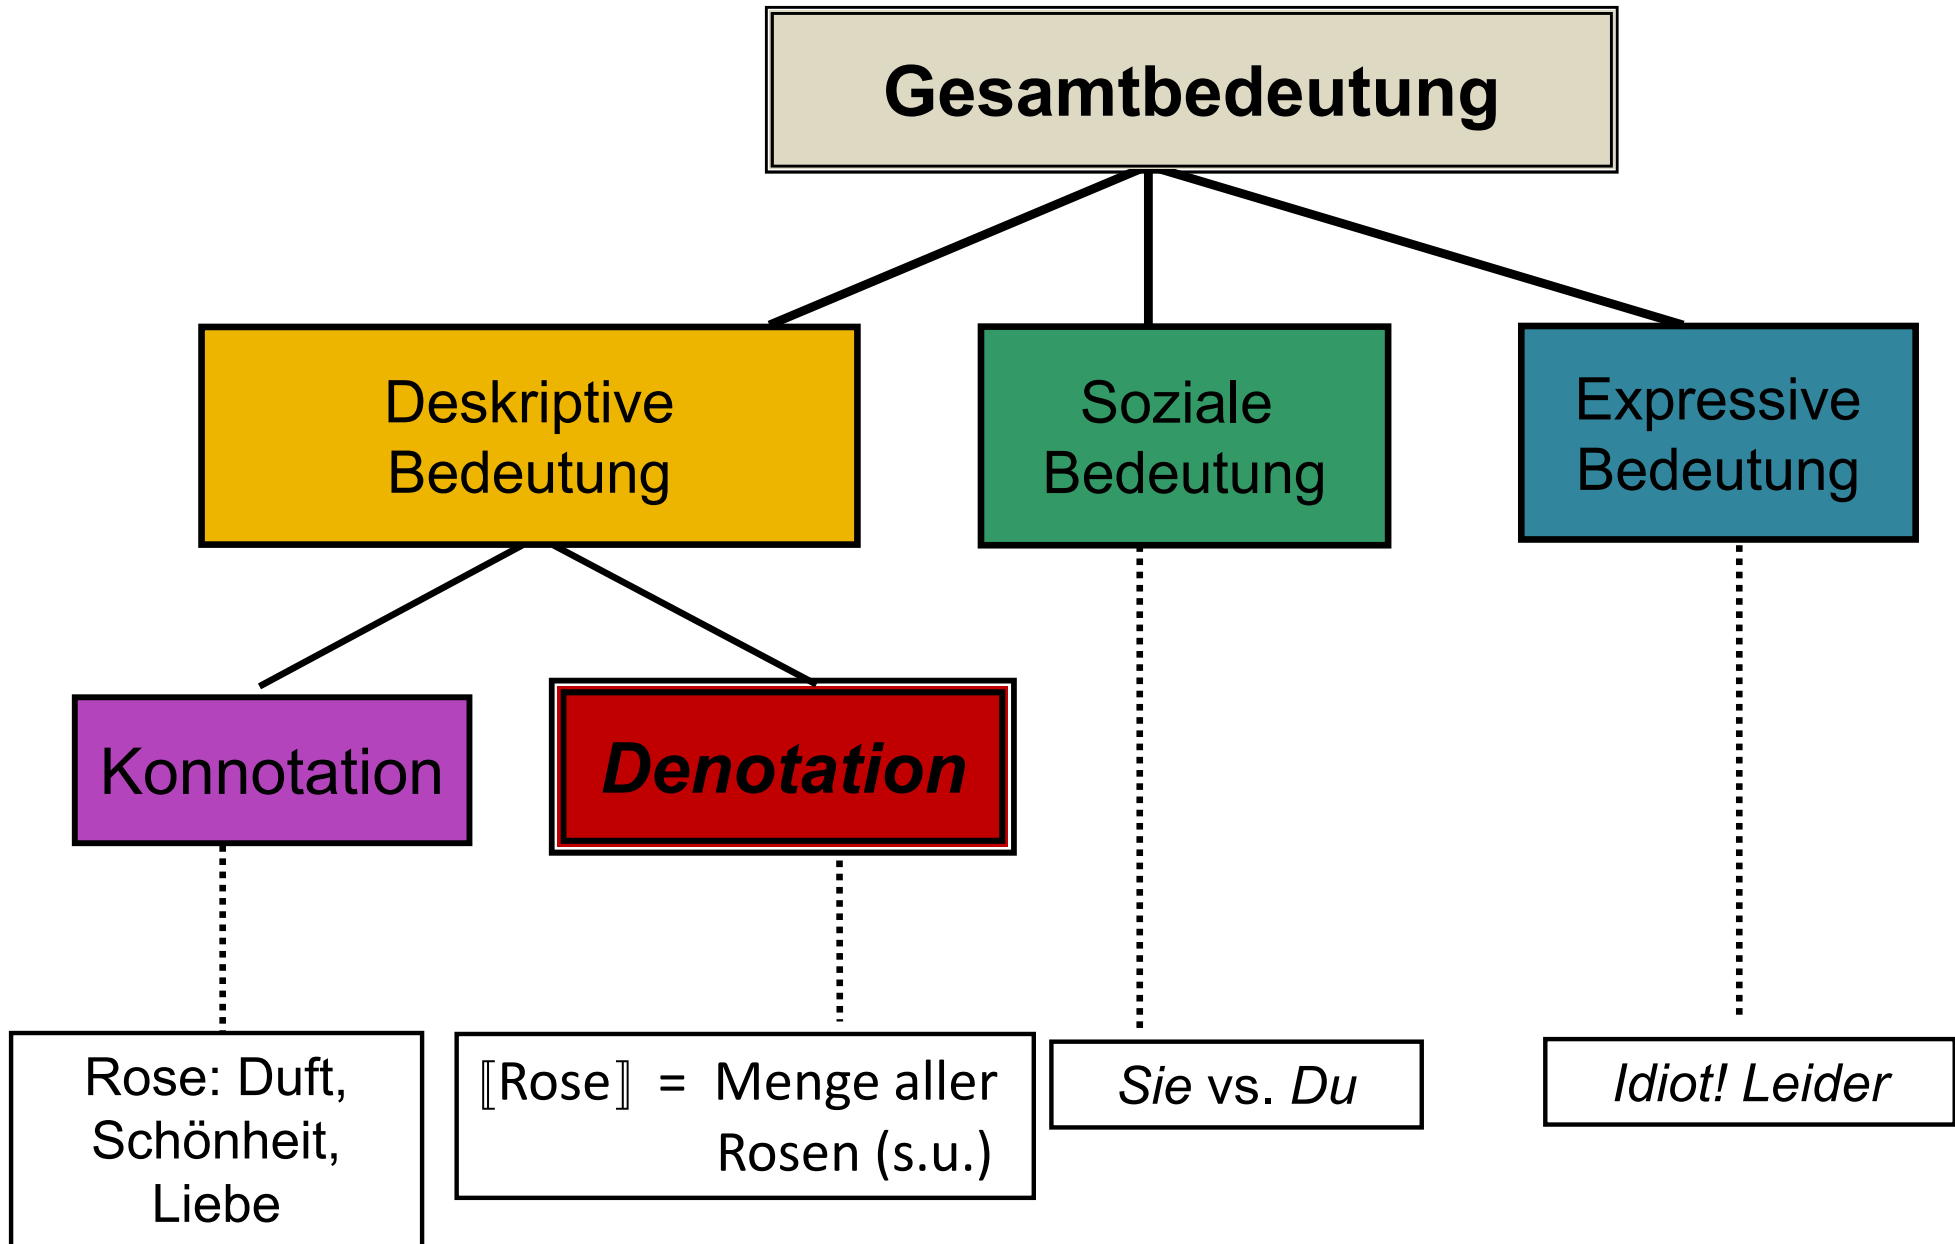 Gesamtbedeutung
Deskriptive
Bedeutung
Soziale
Bedeutung
Expressive
Bedeutung
Konnotation
Denotation
Rose: Duft,
Schönheit,
Liebe
⟦Rose⟧ = Menge aller
Rosen (s.u.)
Sie vs. Du
Idiot! Leider